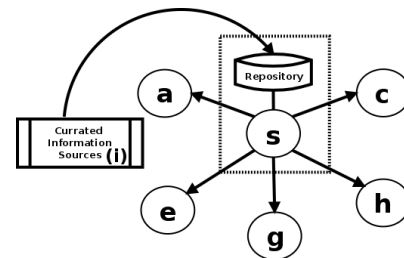 Repository
a
c
s
Currated
Information
Sources (i)
e
h
g